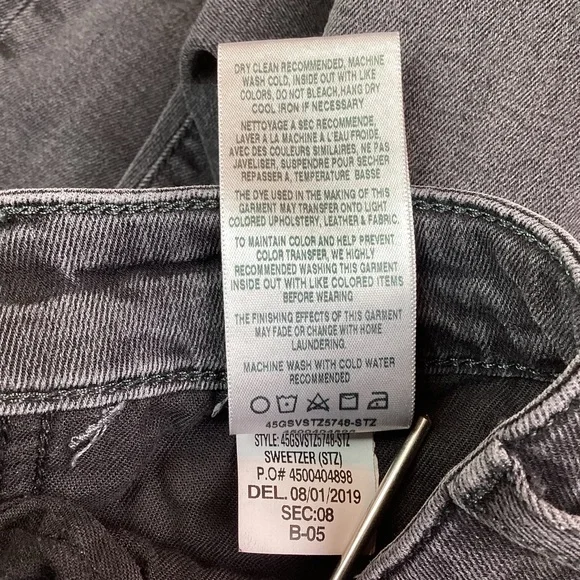 DRY CLEAN RECOMMENDED, MACHINE
WASH COLD, INSIDE OUT WITH LIKE
COLORS, DO NOT BLEACH, HANG DRY
COOL IRON IF NECESSARY
NETTOYAGE A SEC RECOMMENDE,
LAVER A LA MACHINE A L'EAU FROIDE,
AVEC DES COULEURS SIMILAIRES, NE PAS
JAVELISER, SUSPENDRE POUR SECHER
REPASSER A, TEMPERATURE BASSE
THE DYE USED IN THE MAKING OF THIS
GARMENT MAY TRANSFER ONTO LIGHT
COLORED UPHOLSTERY, LEATHER & FABRIC.
TO MAINTAIN COLOR AND HELP PREVENT
COLOR TRANSFER, WE HIGHLY
RECOMMENDED WASHING THIS GARMENT
INSIDE OUT WITH LIKE COLORED ITEMS
BEFORE WEARING
THE FINISHING EFFECTS OF THIS GARMENT
MAY FADE OR CHANGE WITH HOME
LAUNDERING.
MACHINE WASH WITH COLD WATER
RECOMMENDED
45GSVSTZ5748-STZ
STYLE: 45GSVSTZ5748-STZ
SWEETZER (STZ)
P.O# 4500404898
DEL. 08/01/2019
SEC:08
B-05